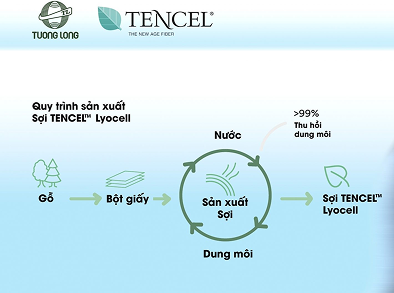 TE
TUONG LONG
TENCEL®
THE NEW AGE FIBER
Quy trình sản xuất
Sợi TENCEL™ Lyocell
>99%
Thu hồi
dung môi
Nước
Gỗ
Bột giấy
Sản xuất
Sợi
Sợi TENCEL™
Lyocell
Dung môi